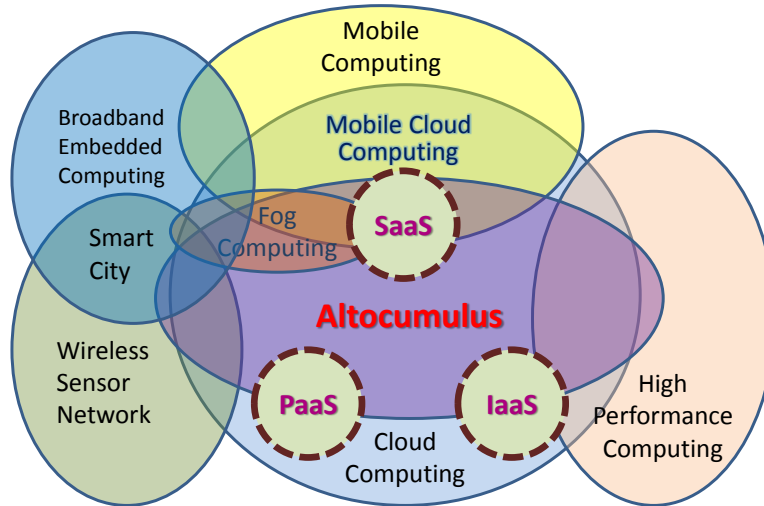 Mobile
Computing
Broadband
Embedded
Computing
Mobile Cloud
Computing
Fog
Computing
SaaS
Smart
City
Altocumulus
Wireless
Sensor
Network
PaaS
IaaS
High
Performance
Computing
Cloud
Computing